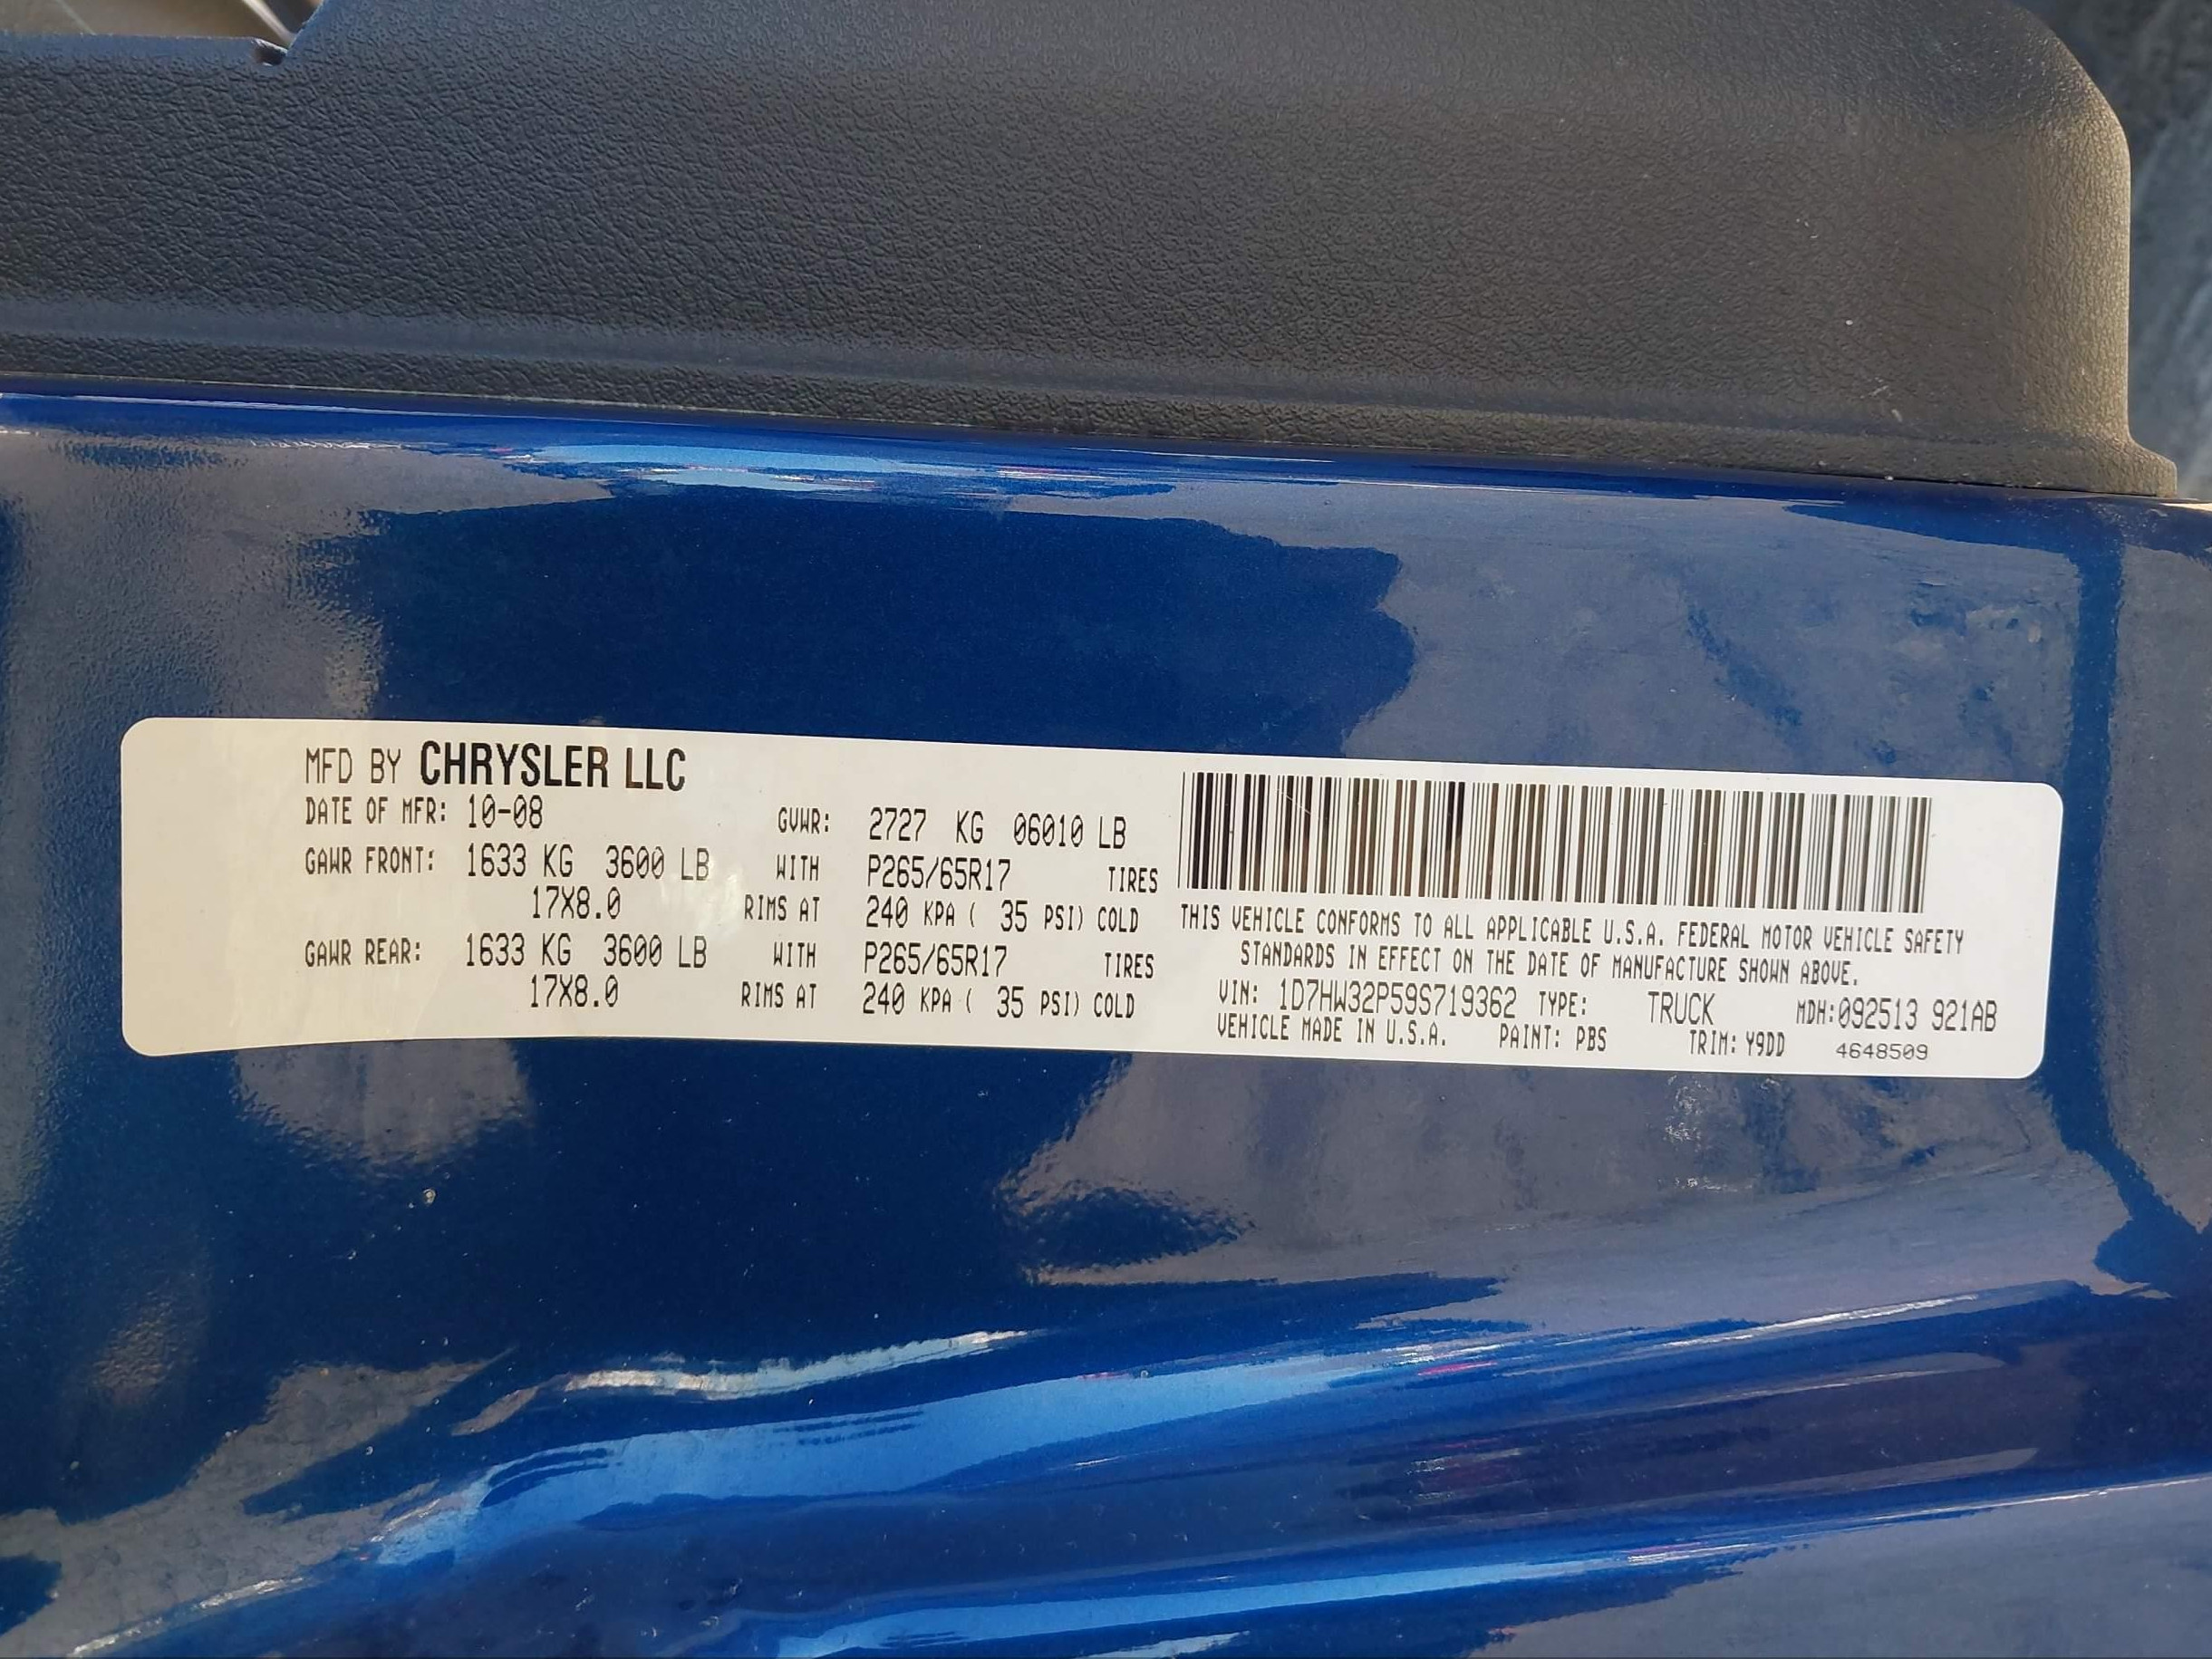 MFD BY CHRYSLER LLC
DATE OF MFR: 10-08 GVWR: 2727 KG 06010 LB
GAWR FRONT: 1633 KG 3600 LB WITH P265/65R17 TIRES
17X8.0 RIMS AT 240 KPA ( 35 PSI) COLD
GAWR REAR: 1633 KG 3600 LB WITH P265/65R17 TIRES
17X8.0 RIMS AT 240 KPA ( 35 PSI) COLD
THIS VEHICLE CONFORMS TO ALL APPLICABLE U.S.A. FEDERAL MOTOR VEHICLE SAFETY
STANDARDS IN EFFECT ON THE DATE OF MANUFACTURE SHOWN ABOVE.
VIN: 1D7HW32P59S719362 TYPE: TRUCK MDH:092513 921AB
VEHICLE MADE IN U.S.A. PAINT: PBS TRIM: Y9DD 4648509